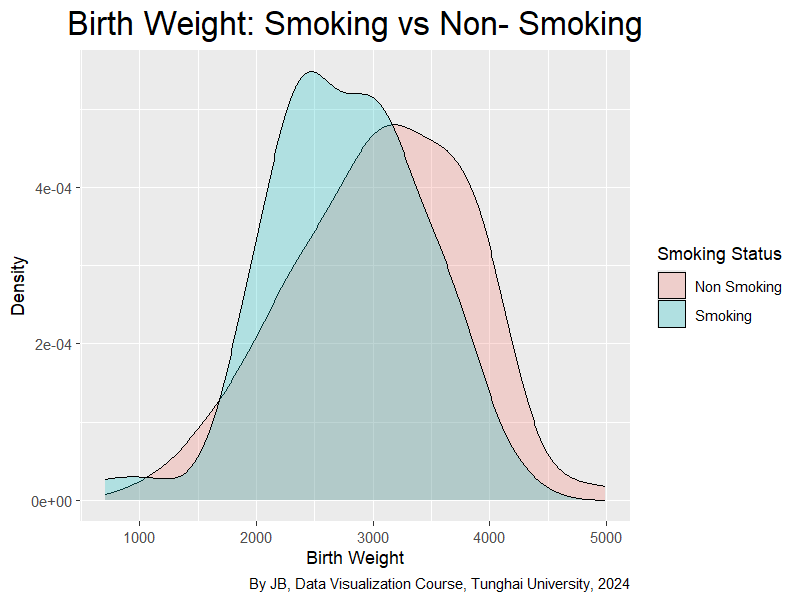 Birth Weight: Smoking vs Non- Smoking
Density
4e-04
2e-04
0e+00
1000 2000 3000 4000 5000
Birth Weight
Smoking Status
Non Smoking
Smoking
By JB, Data Visualization Course, Tunghai University, 2024